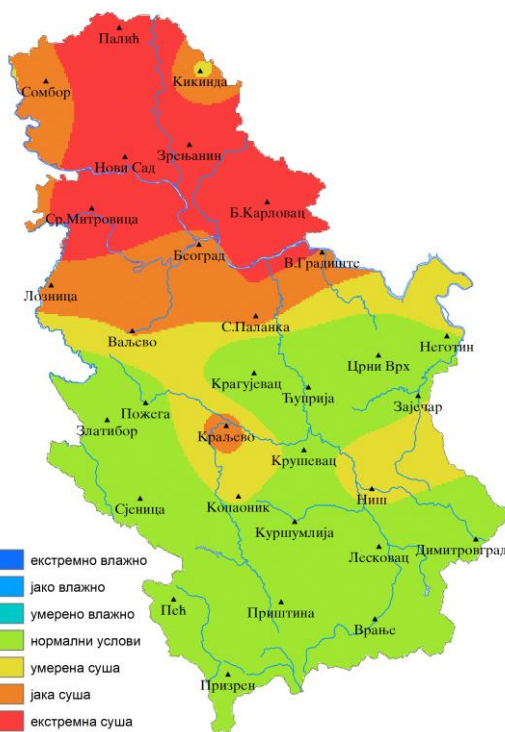 Палић
Сомбор
Кикинда
Зрењанин
Нови Сад
Ср.Митровица
Б.Карловац
Београд
В.Градиште
Лозница
С.Паланка
Ваљево
Неготин
Црни Врх
Крагујевац
Ћуприја
Зајечар
Пожега
Златибор
Краљево
Крушевац
Ниш
Копаоник
Сјеница
Куршумлија
Димитровград
Лесковац
екстремно влажно
јако влажно
умерено влажно
Пећ
Приштина
Врање
нормални услови
умерена суша
Призрен
јака суша
екстремна суша